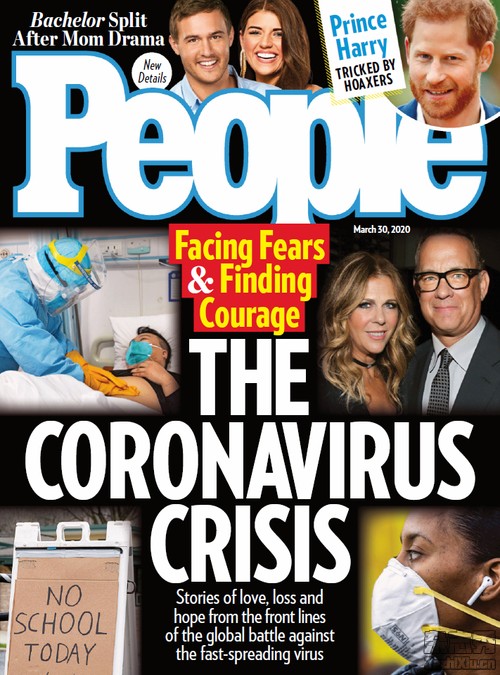 Bachelor Split
After Mom Drama
New
Details
Prince
Harry
TRICKED BY
HOAXERS
People
March 30, 2020
Facing Fears
& Finding
Courage
THE
CORONAVIRUS
CRISIS
Stories of love, loss and
hope from the front lines
of the global battle against
the fast-spreading virus
NO
SCHOOL
TODAY